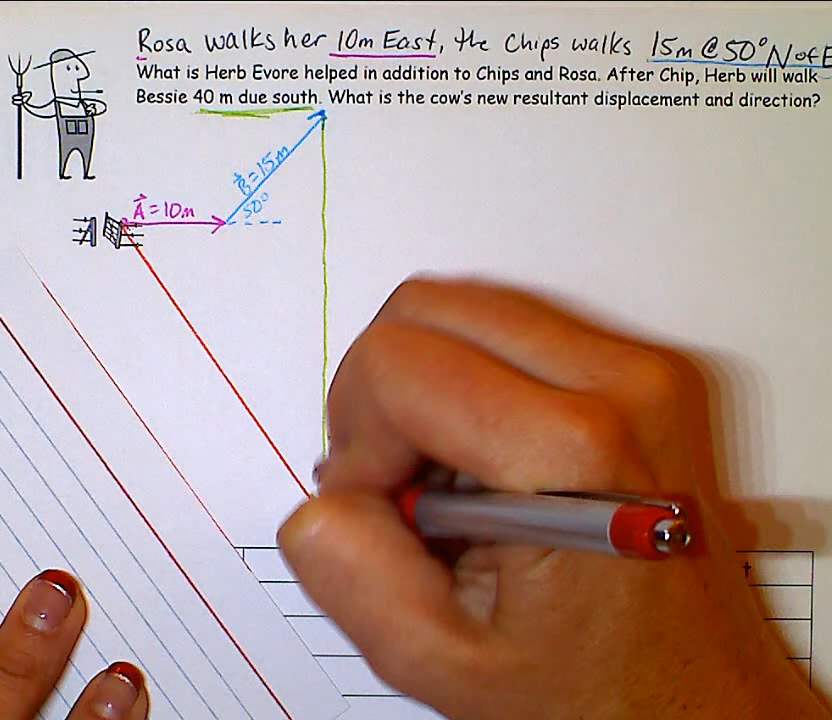 Rosa walks her 10m East, the Chips walks 15m @ 50° N of E
What is Herb Evore helped in addition to Chips and Rosa. After Chip, Herb will walk
Bessie 40 m due south. What is the cow's new resultant displacement and direction?
B = 15m
50°
A = 10m